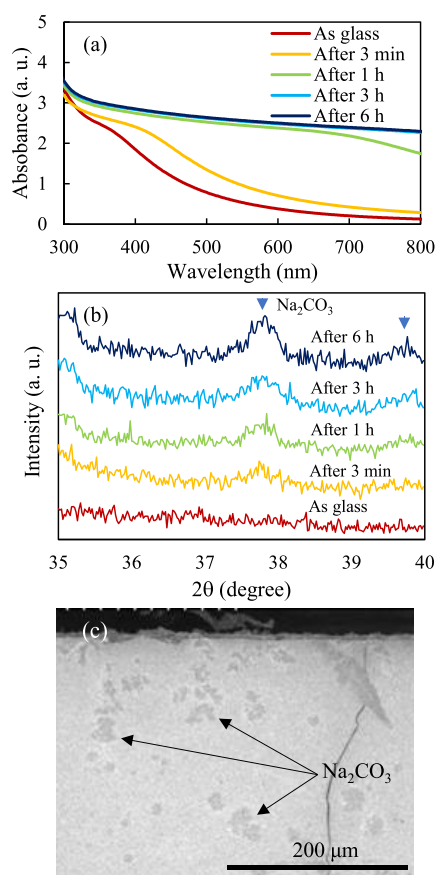 (a)
As glass
After 3 min
After 1 h
After 3 h
After 6 h
Absobance (a. u.)
5
4
3
2
1
0
300 400 500 600 700 800
Wavelength (nm)
(b)
Na₂CO₃
After 6 h
After 3 h
After 1 h
After 3 min
As glass
Intensity (a. u.)
35 36 37 38 39 40
2θ (degree)
(c)
Na₂CO₃
200 μm